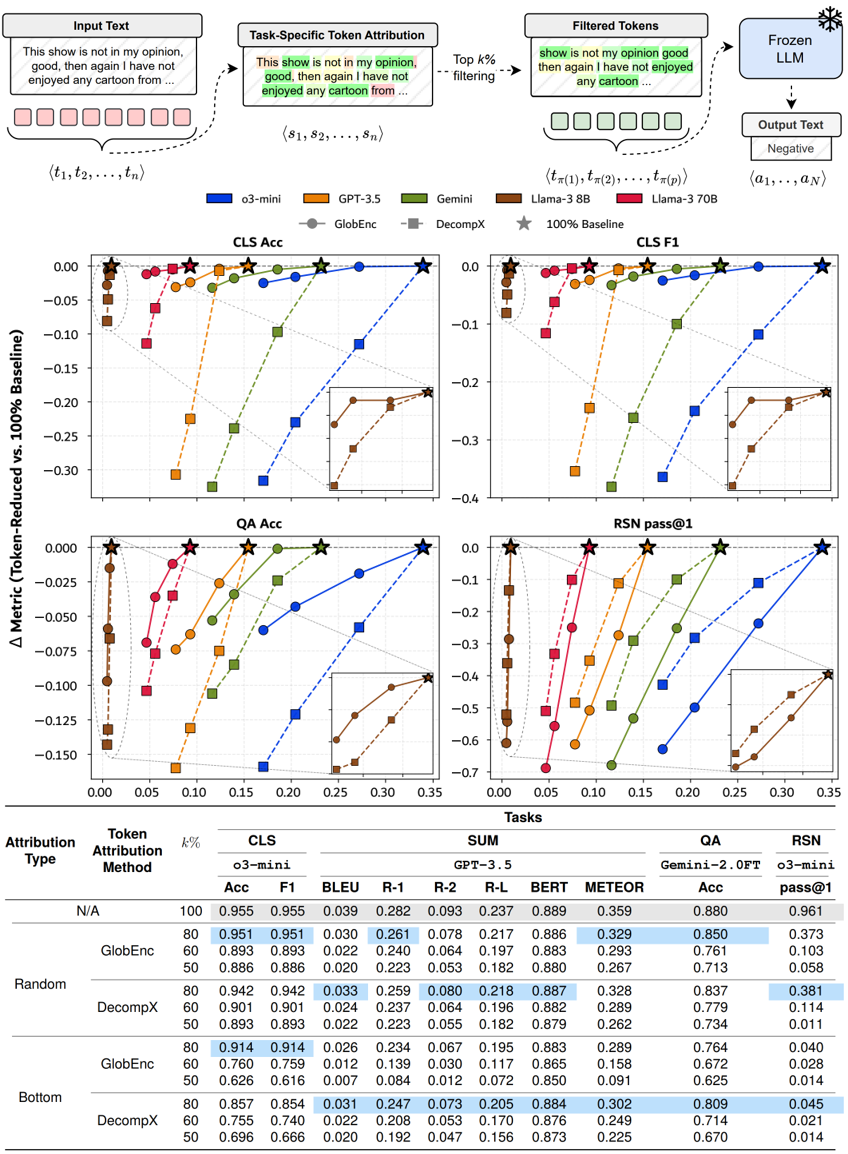 Input Text
This show is not in my opinion,
good, then again I have not
enjoyed any cartoon from ...
⟨t1, t2, . . . , tn⟩
Task-Specific Token Attribution
This show is not in my opinion,
good, then again I have not
enjoyed any cartoon from ...
⟨s1, s2, . . . , sn⟩
Top k%
filtering
Filtered Tokens
show is not my opinion good
then again I have not enjoyed
any cartoon ...
⟨tπ(1), tπ(2), . . . , tπ(p)⟩
Frozen
LLM
Output Text
Negative
⟨a1, . . , aN⟩
o3-mini GPT-3.5 Gemini Llama-3 8B Llama-3 70B
GlobEnc DecompX 100% Baseline
Δ Metric (Token-Reduced vs. 100% Baseline)
CLS Acc
0.00
−0.05
−0.10
−0.15
−0.20
−0.25
−0.30
CLS F1
0.0
−0.1
−0.2
−0.3
−0.4
QA Acc
0.000
−0.025
−0.050
−0.075
−0.100
−0.125
−0.150
0.00 0.05 0.10 0.15 0.20 0.25 0.30 0.35
RSN pass@1
0.0
−0.1
−0.2
−0.3
−0.4
−0.5
−0.6
−0.7
0.00 0.05 0.10 0.15 0.20 0.25 0.30 0.35
Attribution Type Token Attribution Method k% Tasks
CLS SUM QA RSN
o3-mini GPT-3.5 Gemini-2.0FT o3-mini
Acc F1 BLEU R-1 R-2 R-L BERT METEOR Acc pass@1
N/A 100 0.955 0.955 0.039 0.282 0.093 0.237 0.889 0.359 0.880 0.961
Random GlobEnc 80 0.951 0.951 0.030 0.261 0.078 0.217 0.886 0.329 0.850 0.373
60 0.893 0.893 0.022 0.240 0.064 0.197 0.883 0.293 0.761 0.103
50 0.886 0.886 0.020 0.223 0.053 0.182 0.880 0.267 0.713 0.058
DecompX 80 0.942 0.942 0.033 0.259 0.080 0.218 0.887 0.328 0.837 0.381
60 0.901 0.901 0.024 0.237 0.064 0.196 0.882 0.289 0.779 0.114
50 0.893 0.893 0.022 0.223 0.055 0.182 0.879 0.262 0.734 0.011
Bottom GlobEnc 80 0.914 0.914 0.026 0.234 0.067 0.195 0.883 0.289 0.764 0.040
60 0.760 0.759 0.012 0.139 0.030 0.117 0.865 0.158 0.672 0.028
50 0.626 0.616 0.007 0.084 0.012 0.072 0.850 0.091 0.625 0.014
DecompX 80 0.857 0.854 0.031 0.247 0.073 0.205 0.884 0.302 0.809 0.045
60 0.755 0.740 0.022 0.208 0.053 0.170 0.876 0.249 0.714 0.021
50 0.696 0.666 0.020 0.192 0.047 0.156 0.873 0.225 0.670 0.014